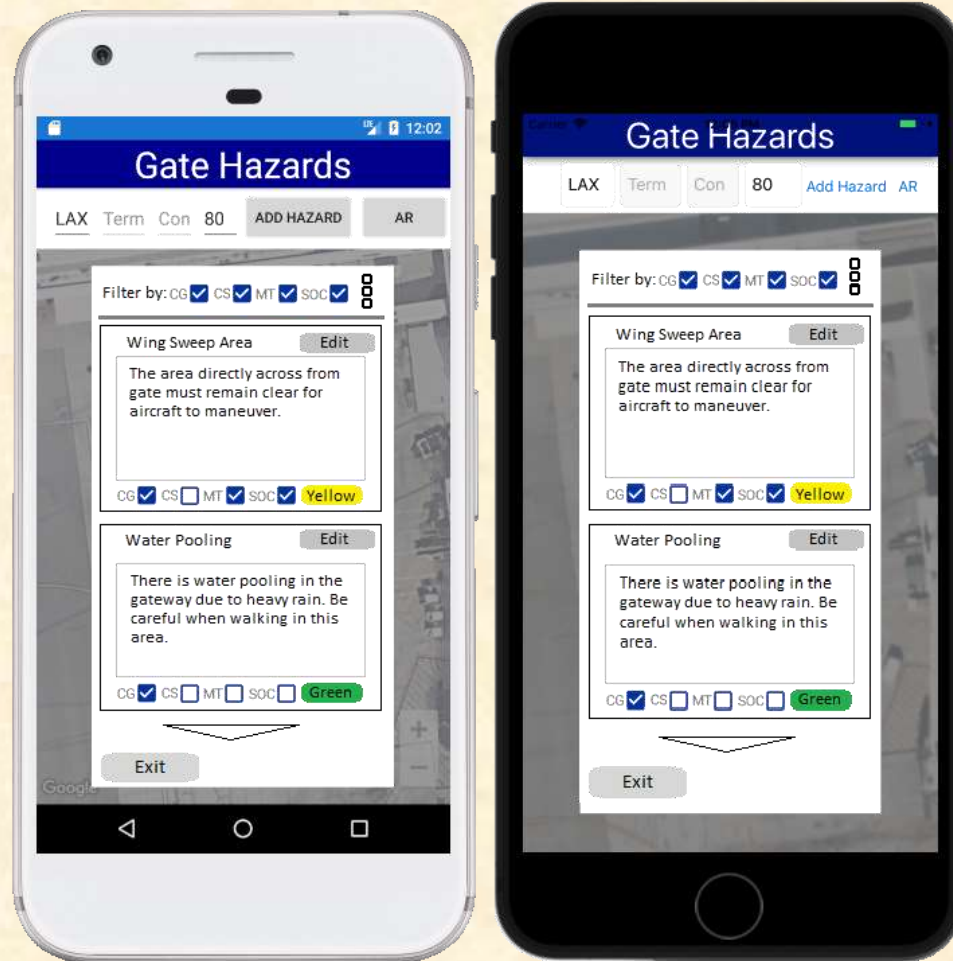 LTE 12:02
Gate Hazards
LAX Term Con 80 ADD HAZARD AR
Filter by: CG CS MT SOC
Wing Sweep Area Edit
The area directly across from
gate must remain clear for
aircraft to maneuver.
CG CS MT SOC Yellow
Water Pooling Edit
There is water pooling in the
gateway due to heavy rain. Be
careful when walking in this
area.
CG CS MT SOC Green
Exit
Google
Gate Hazards
LAX Term Con 80 Add Hazard AR
Filter by: CG CS MT SOC
Wing Sweep Area Edit
The area directly across from
gate must remain clear for
aircraft to maneuver.
CG CS MT SOC Yellow
Water Pooling Edit
There is water pooling in the
gateway due to heavy rain. Be
careful when walking in this
area.
CG CS MT SOC Green
Exit